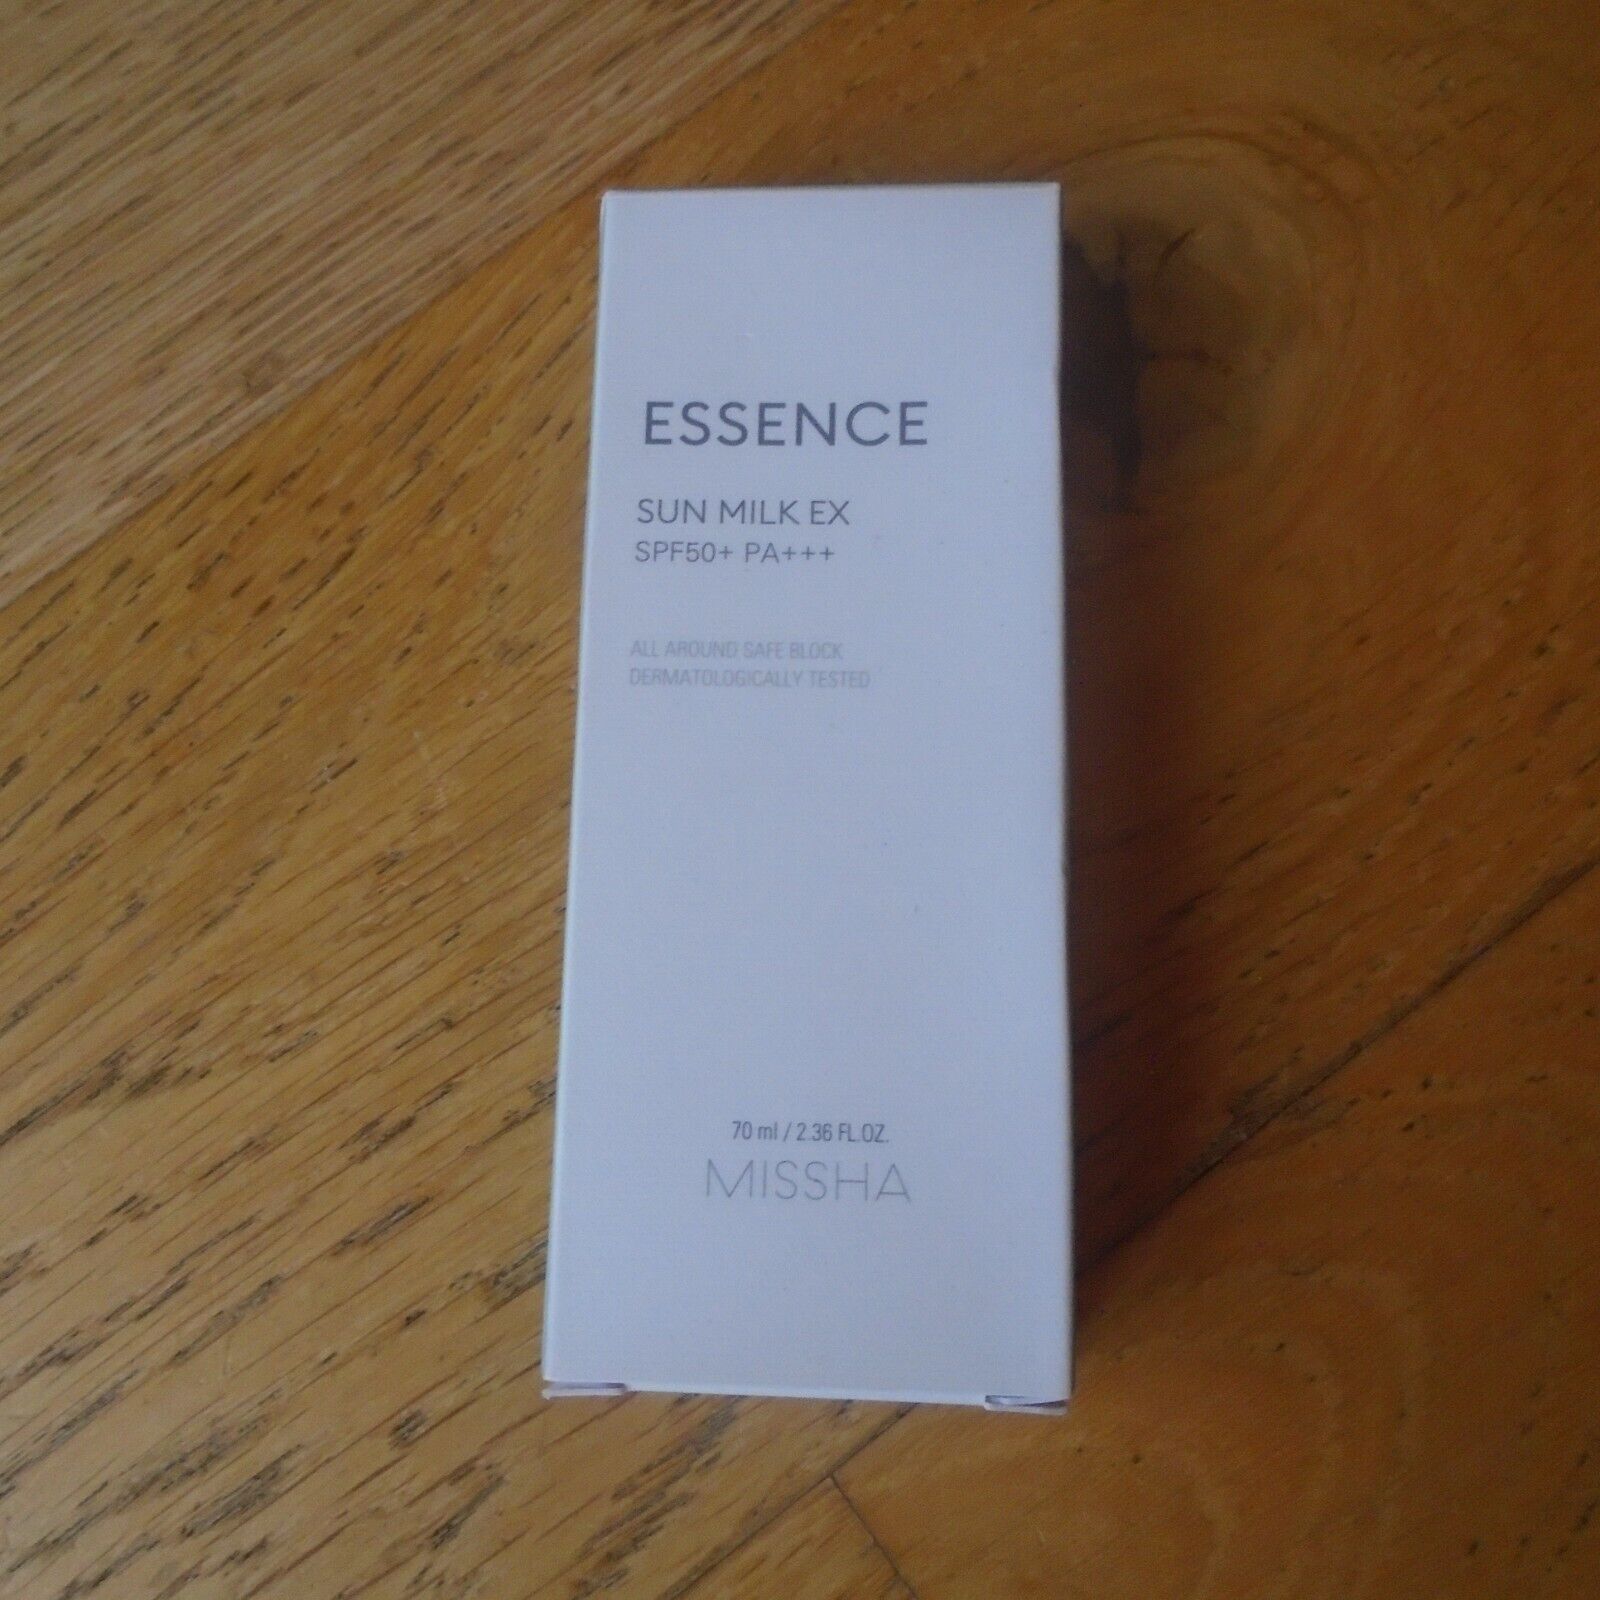 ESSENCE
SUN MILK EX
SPF50+ PA+++
ALL AROUND SAFE BLOCK
DERMATOLOGICALLY TESTED
70 ml / 2.36 FL.OZ.
MISSHA